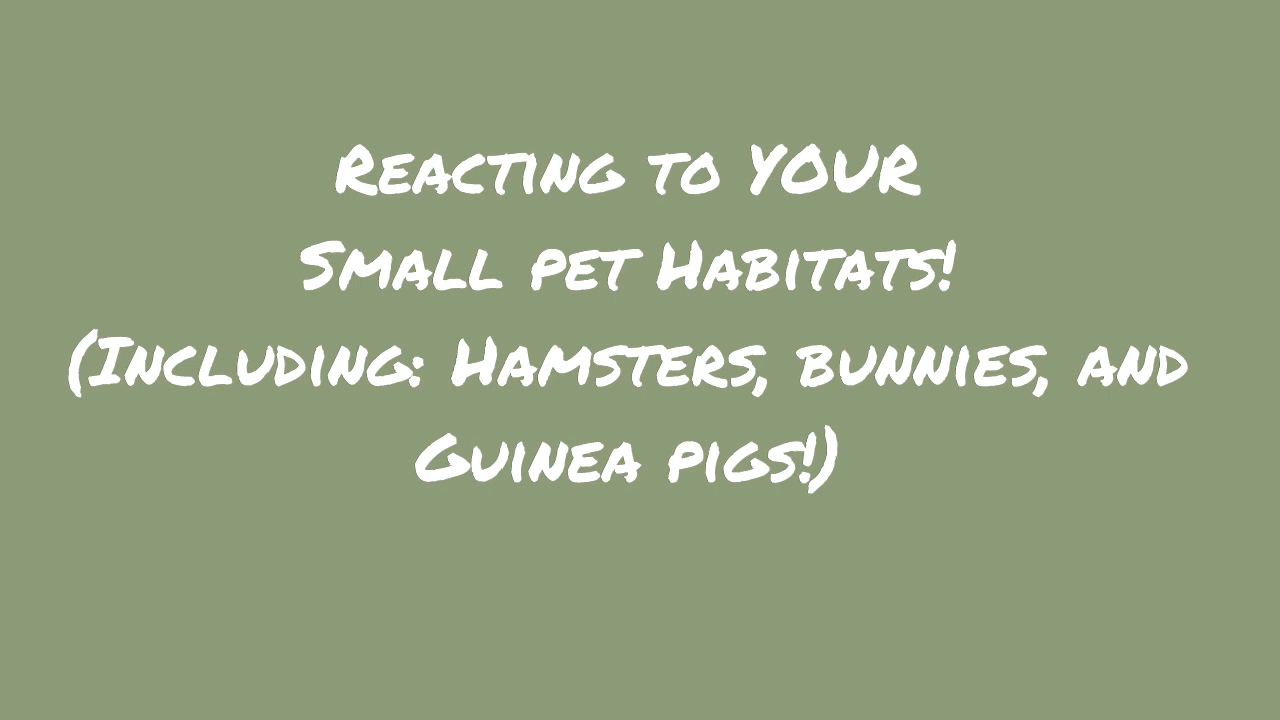 Reacting to YOUR
Small pet Habitats!
(Including: Hamsters, bunnies, and
Guinea pigs!)